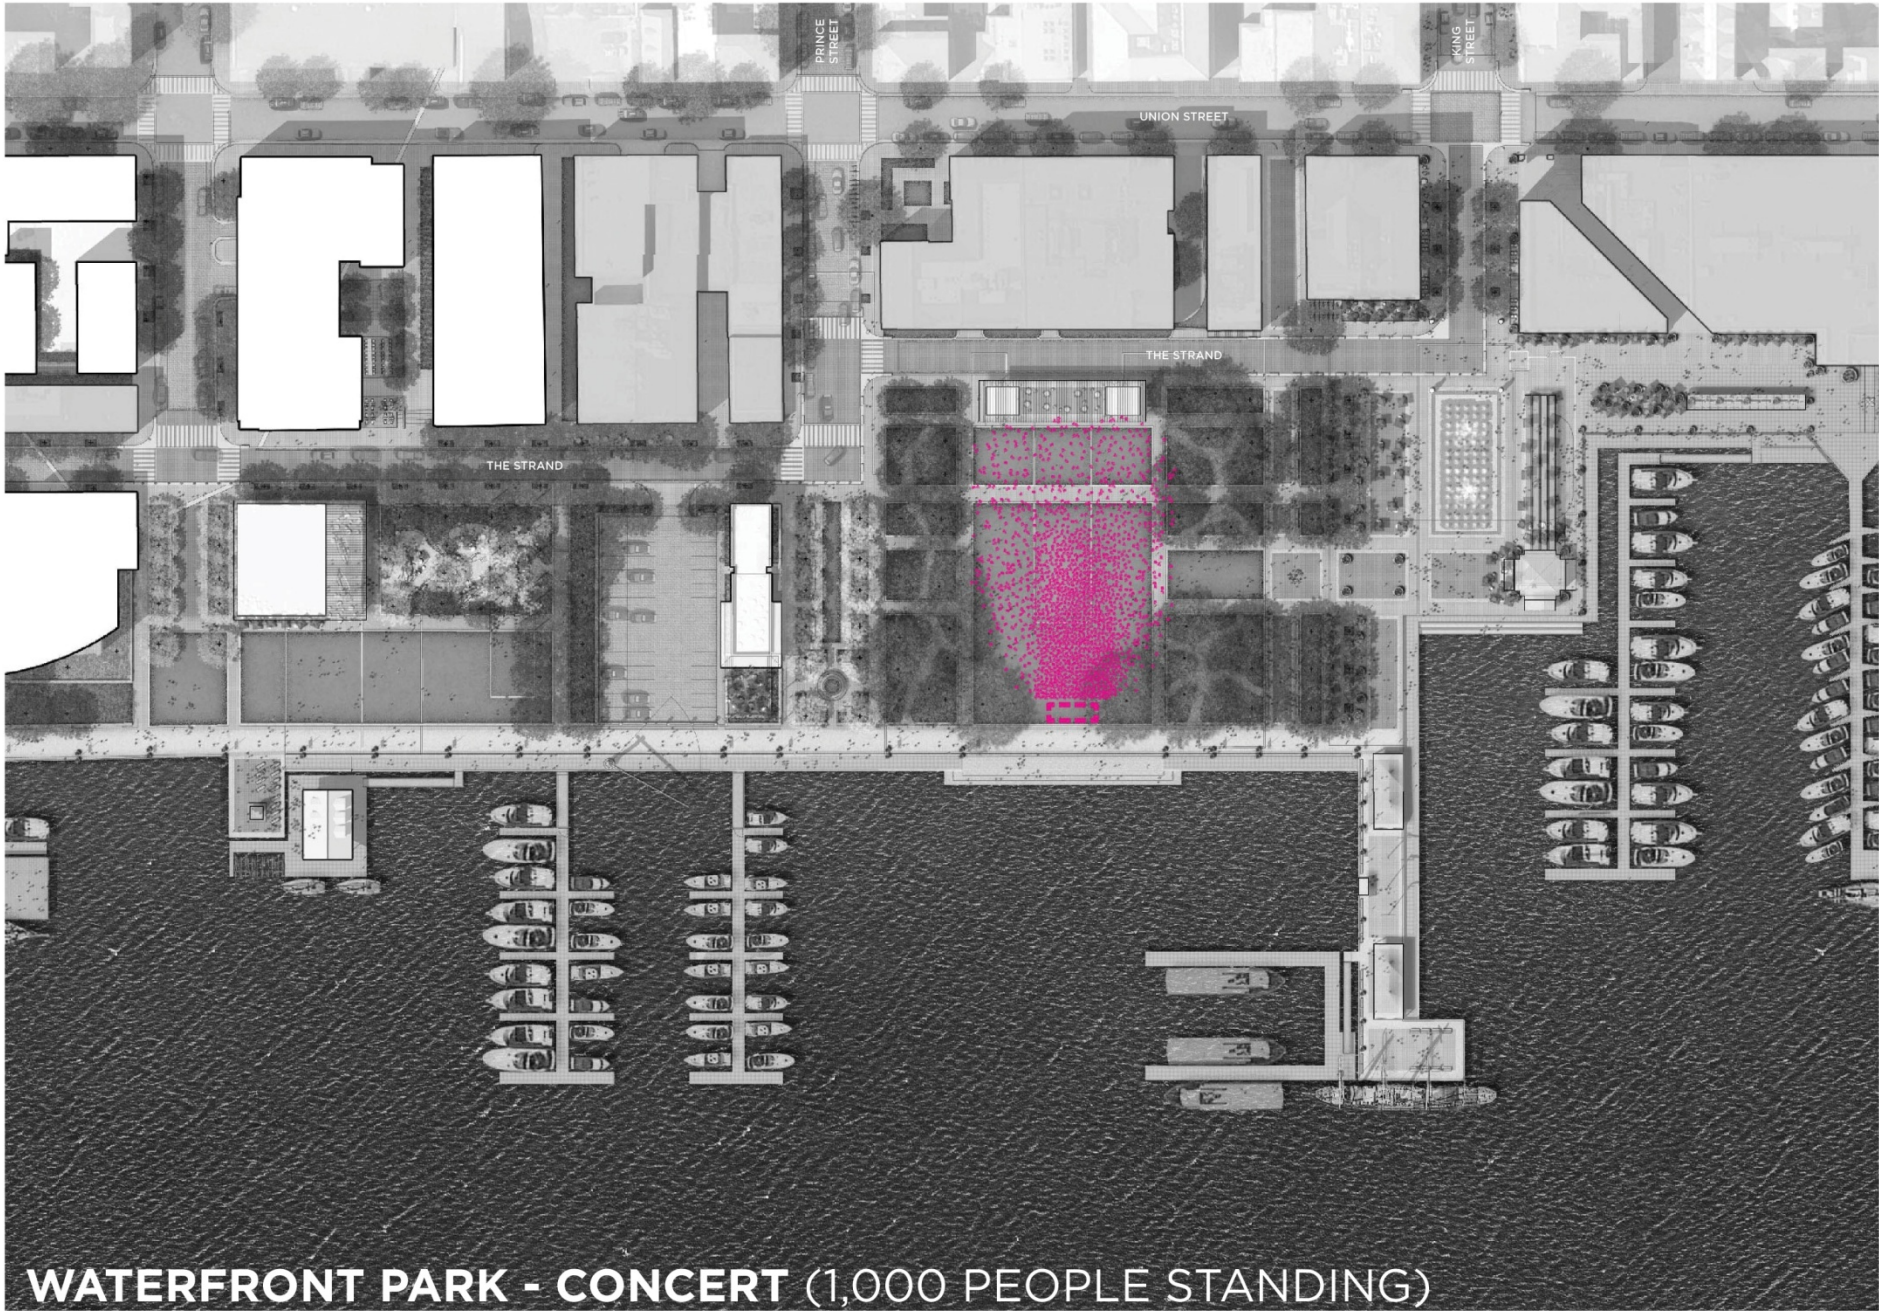 PRINCE
STREET
KING
STREET
UNION STREET
THE STRAND
THE STRAND
WATERFRONT PARK - CONCERT (1,000 PEOPLE STANDING)